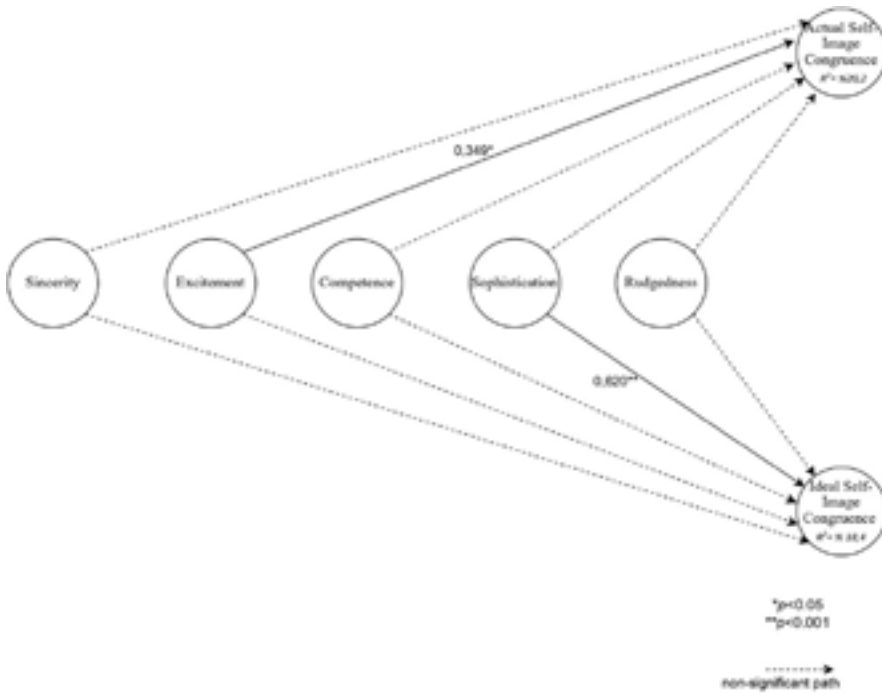 Actual Self-
Image
Congruence
0,349*
Sincerity
Excitement
Competence
Sophistication
Rudgedness
0,620**
Ideal Self-
Image
Congruence
*p<0.05
**p<0.001
non-significant path